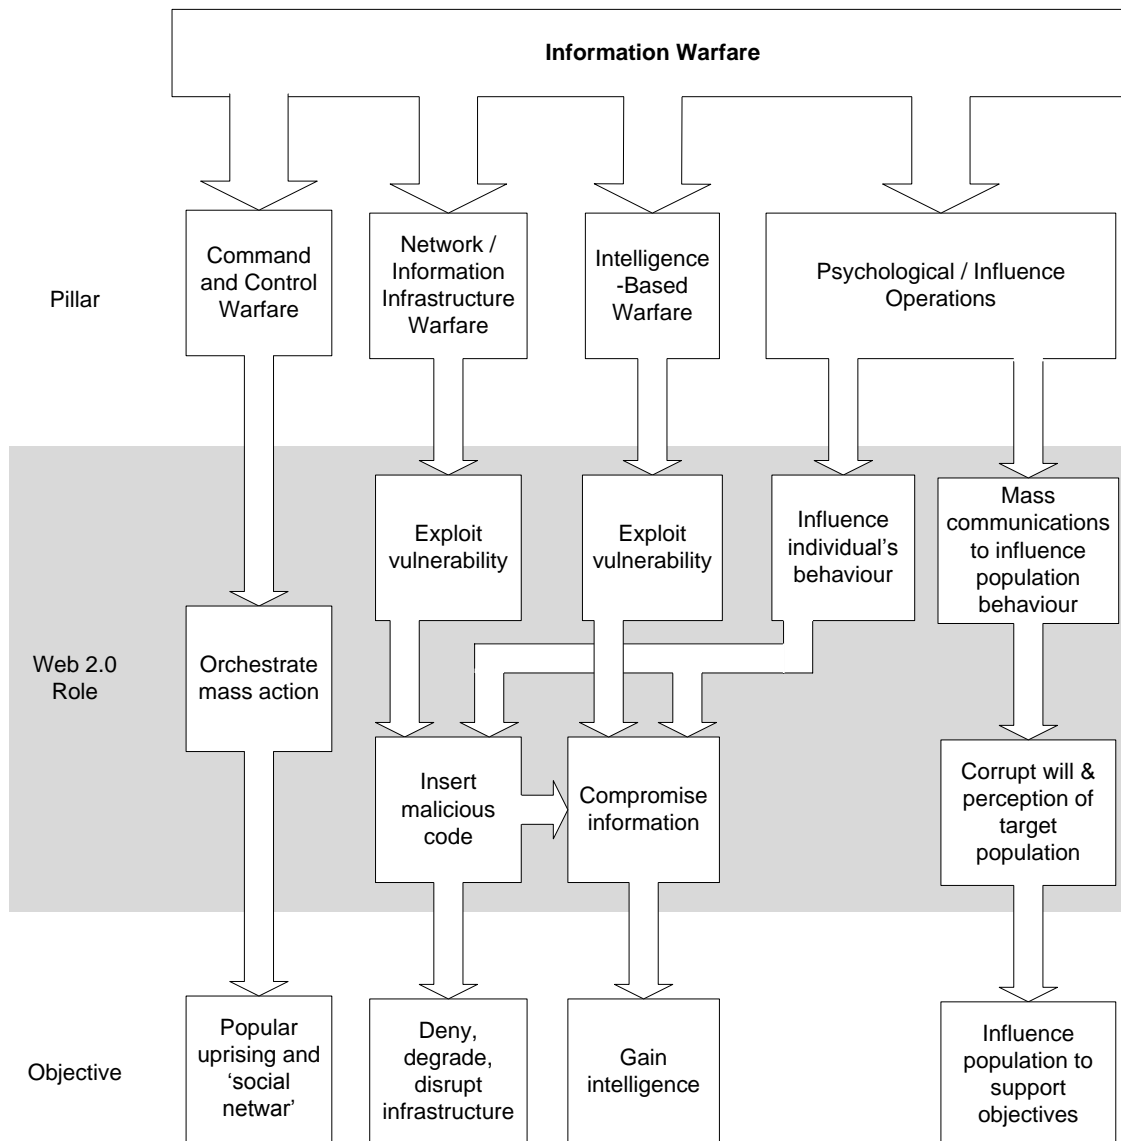 Information Warfare
Pillar
Command
and Control
Warfare
Network /
Information
Infrastructure
Warfare
Intelligence
-Based
Warfare
Psychological / Influence
Operations
Web 2.0
Role
Exploit
vulnerability
Exploit
vulnerability
Influence
individual’s
behaviour
Mass
communications
to influence
population
behaviour
Orchestrate
mass action
Insert
malicious
code
Compromise
information
Corrupt will &
perception of
target
population
Objective
Popular
uprising and
‘social
netwar’
Deny,
degrade,
disrupt
infrastructure
Gain
intelligence
Influence
population to
support
objectives